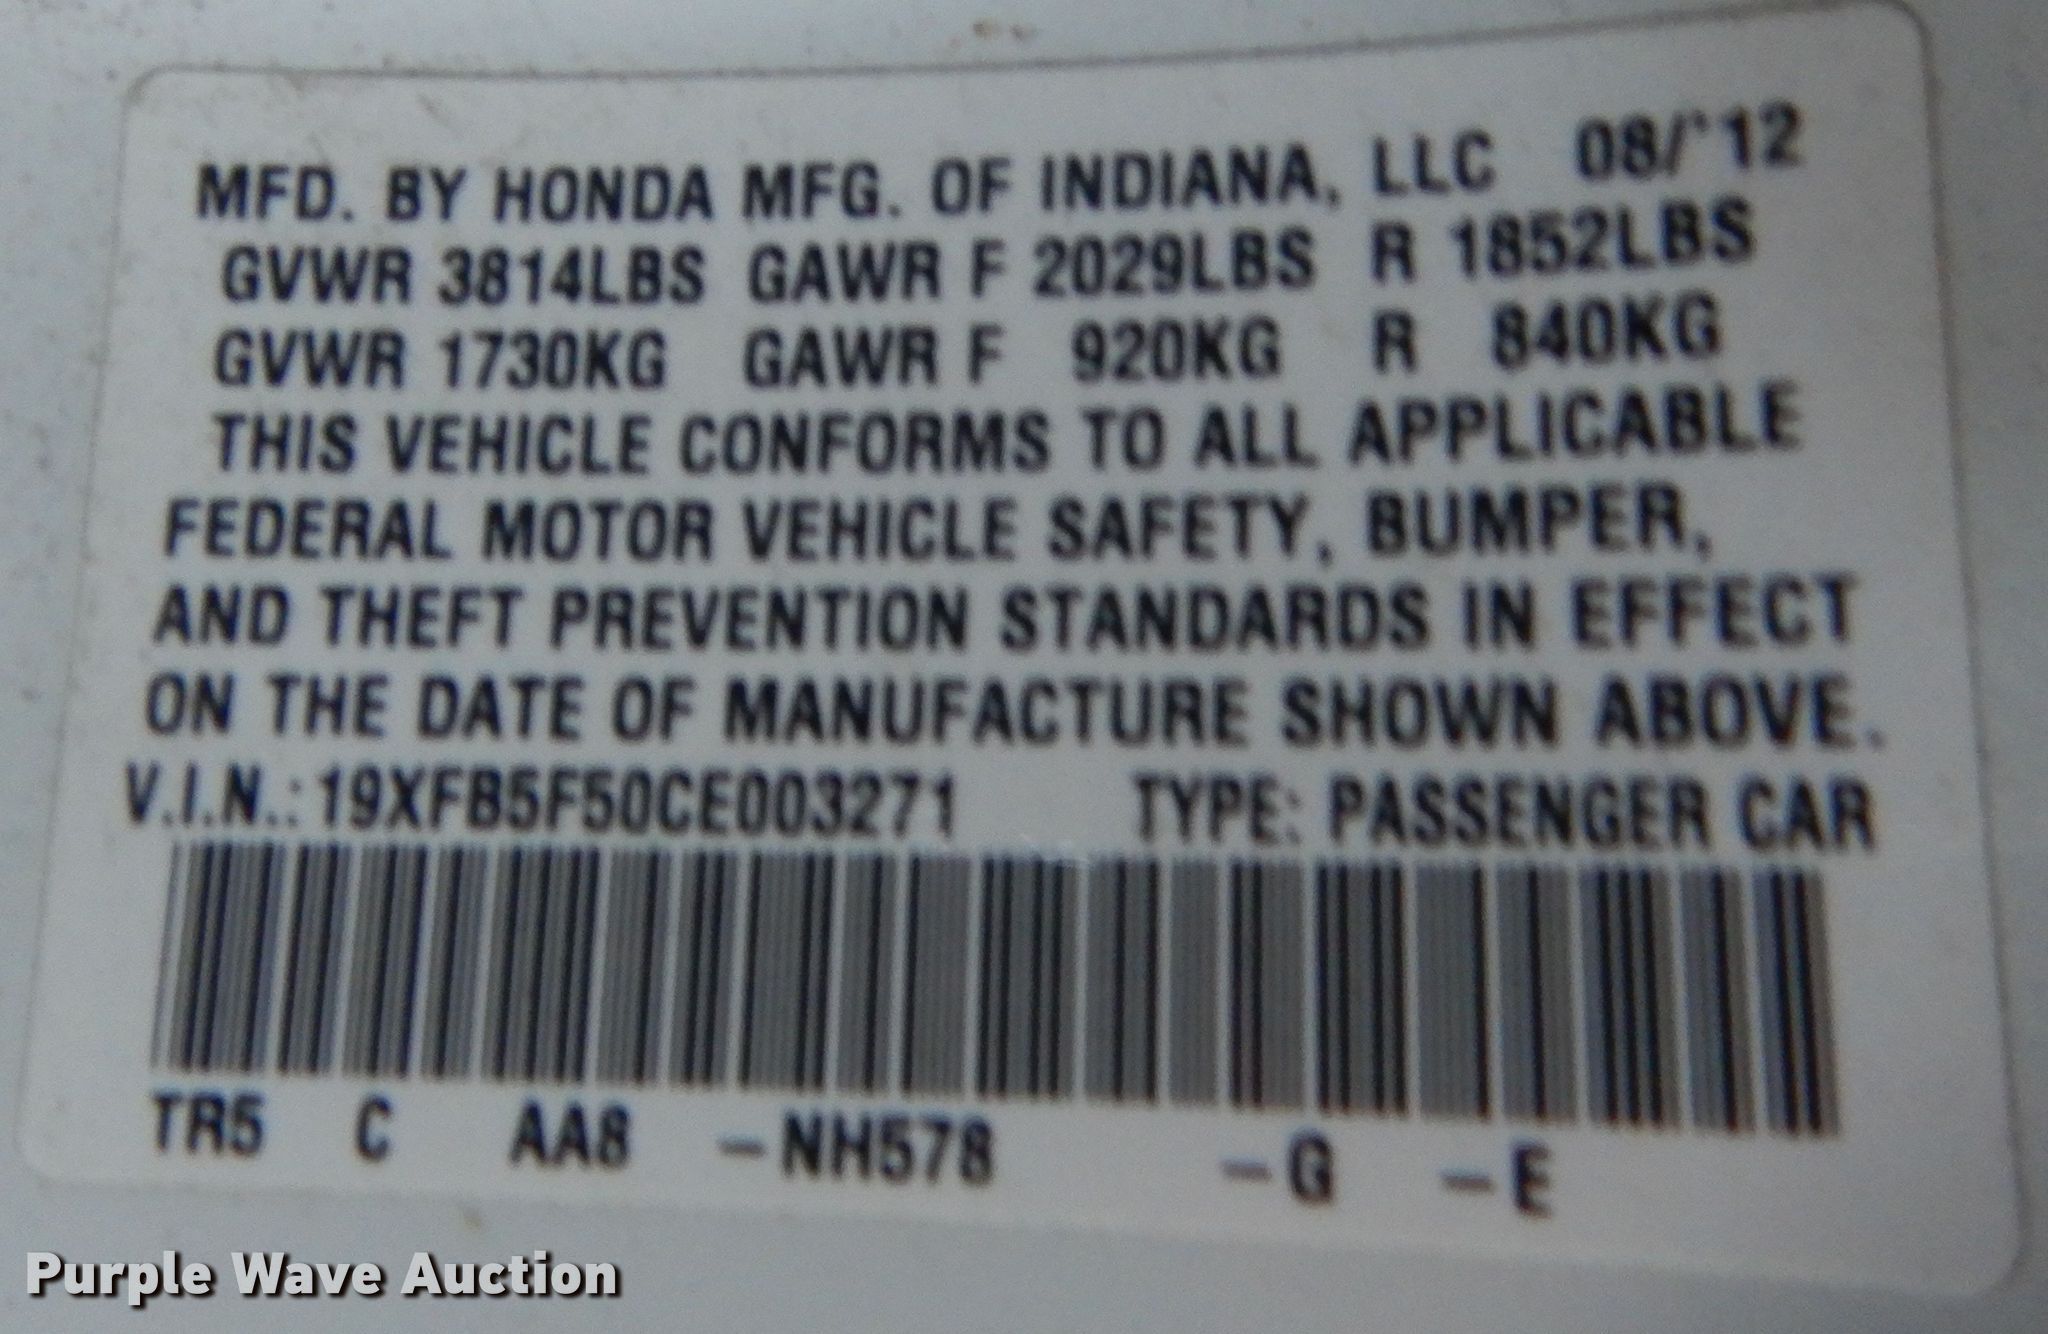 MFD. BY HONDA MFG. OF INDIANA, LLC 08/'12
GVWR 3814LBS GAWR F 2029LBS R 1852LBS
GVWR 1730KG GAWR F 920KG R 840KG
THIS VEHICLE CONFORMS TO ALL APPLICABLE
FEDERAL MOTOR VEHICLE SAFETY, BUMPER,
AND THEFT PREVENTION STANDARDS IN EFFECT
ON THE DATE OF MANUFACTURE SHOWN ABOVE.
V.I.N.: 19XFB5F50CE003271 TYPE: PASSENGER CAR
TR5 C AA8 -NH578 -G -E
Purple Wave Auction